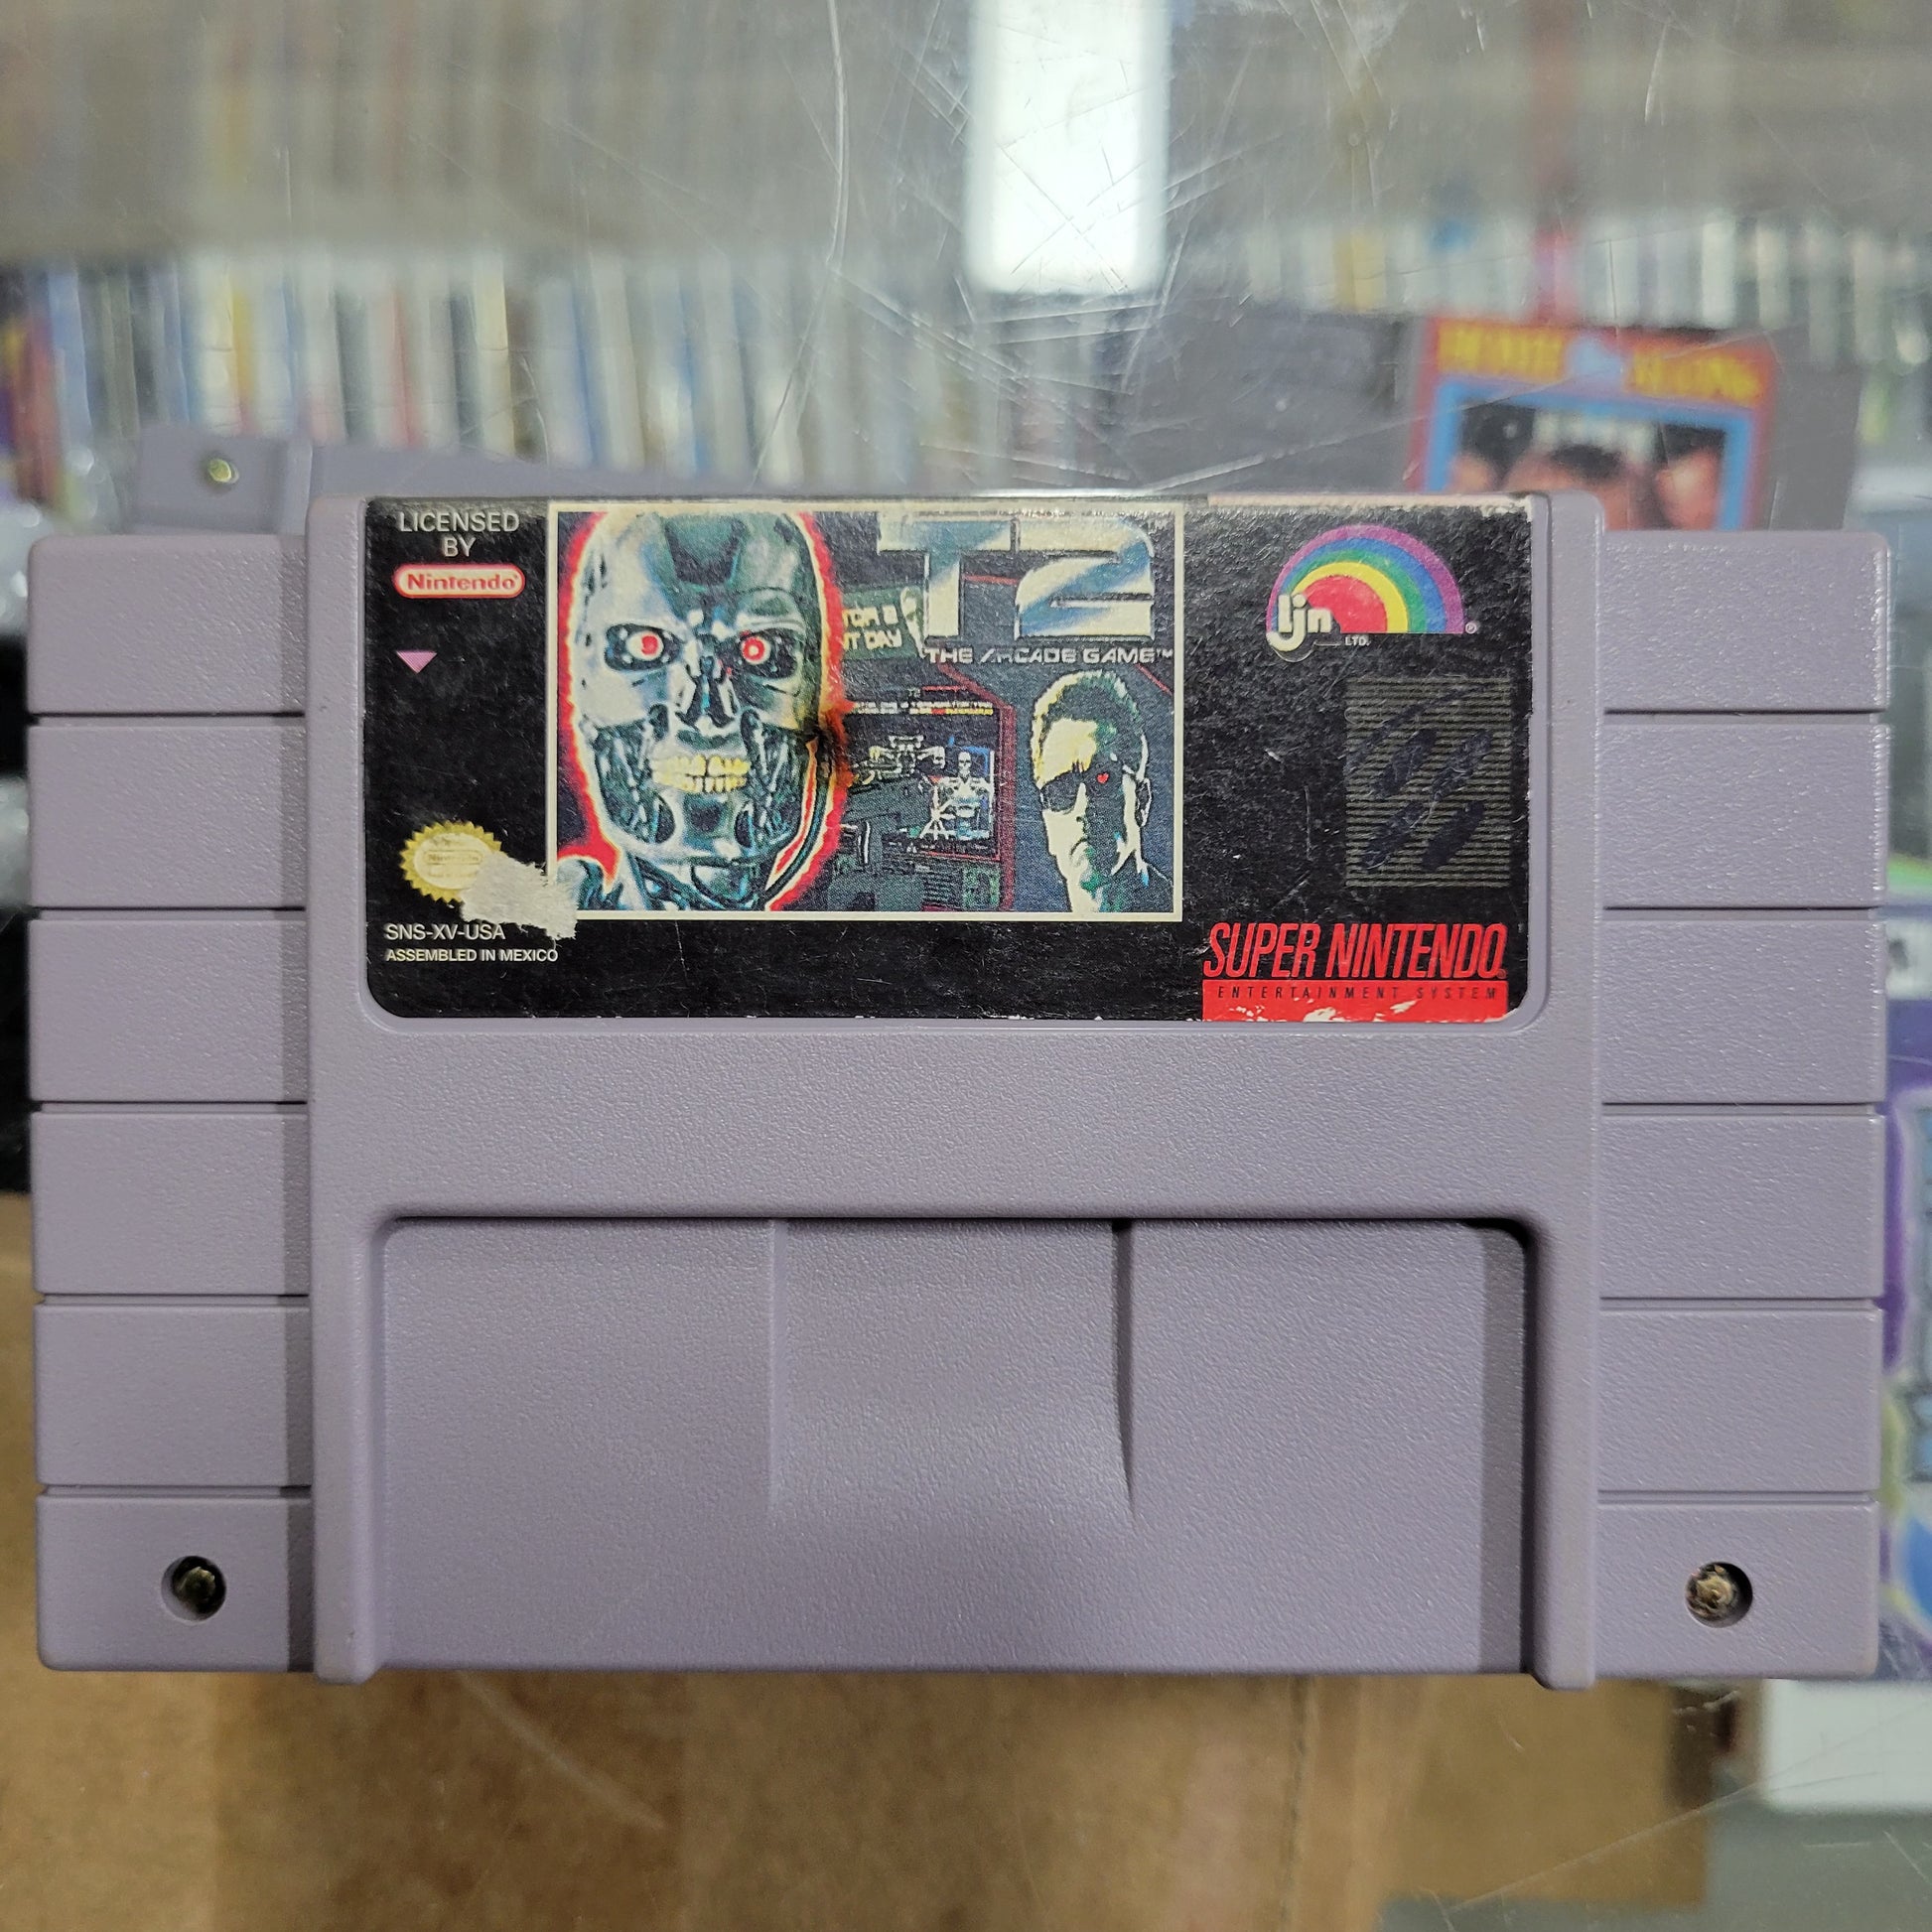 LICENSED
BY
Nintendo
T2
THE ARCADE GAME™
ljn
LTD.
®
Nintendo
SNS-XV-USA
ASSEMBLED IN MEXICO
SUPER NINTENDO
ENTERTAINMENT SYSTEM